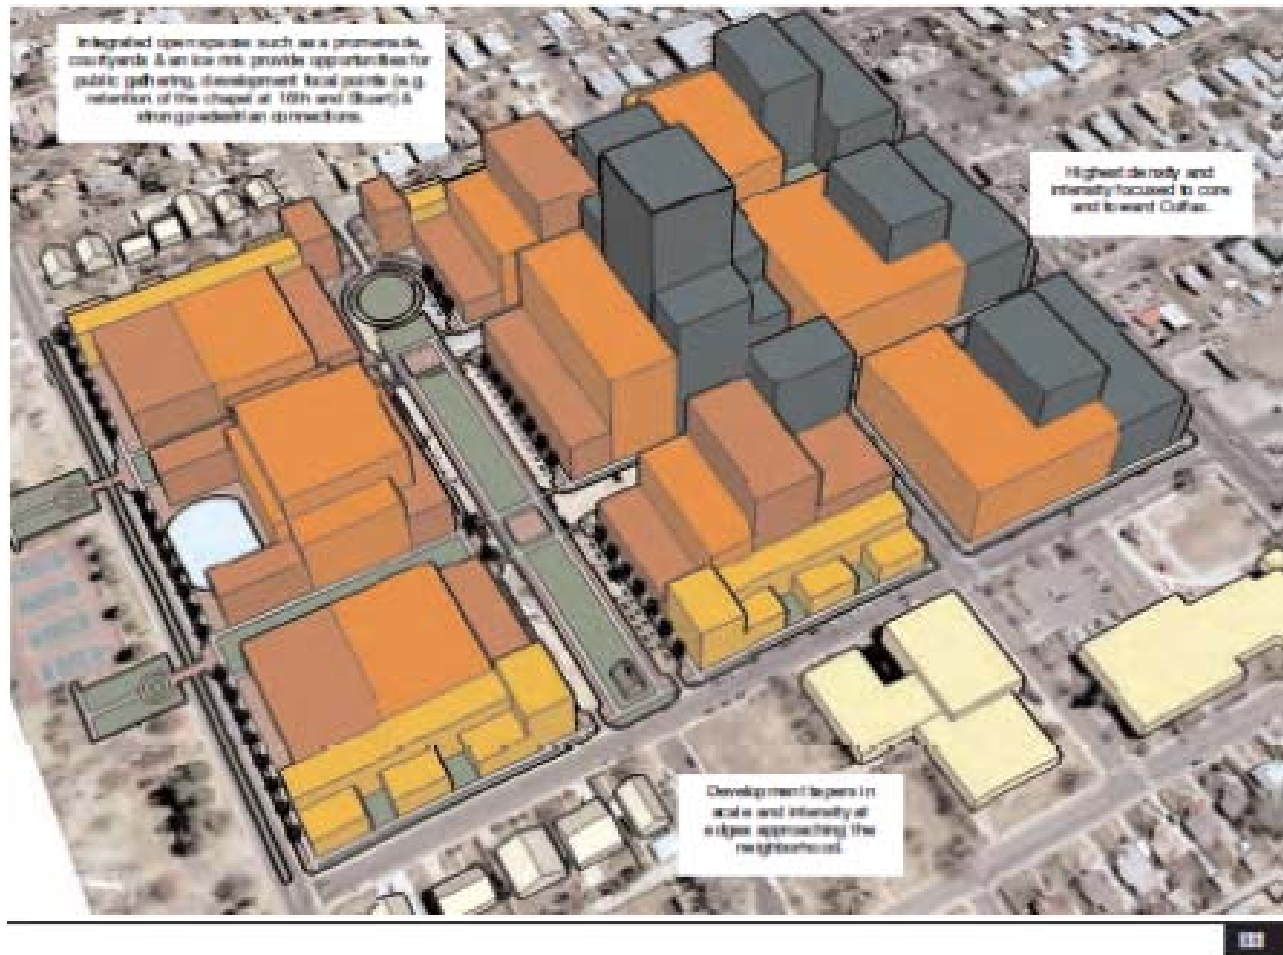 Integrated open spaces such as a promenade,
courtyards & an ice rink provide opportunities for
public gathering, development focal points (e.g.
retention of the chapel at 16th and Stuart) &
strong pedestrian connections.
Highest density and
intensity focused to core
and toward Colfax.
Development tapers in
scale and intensity at
edges approaching the
neighborhood.